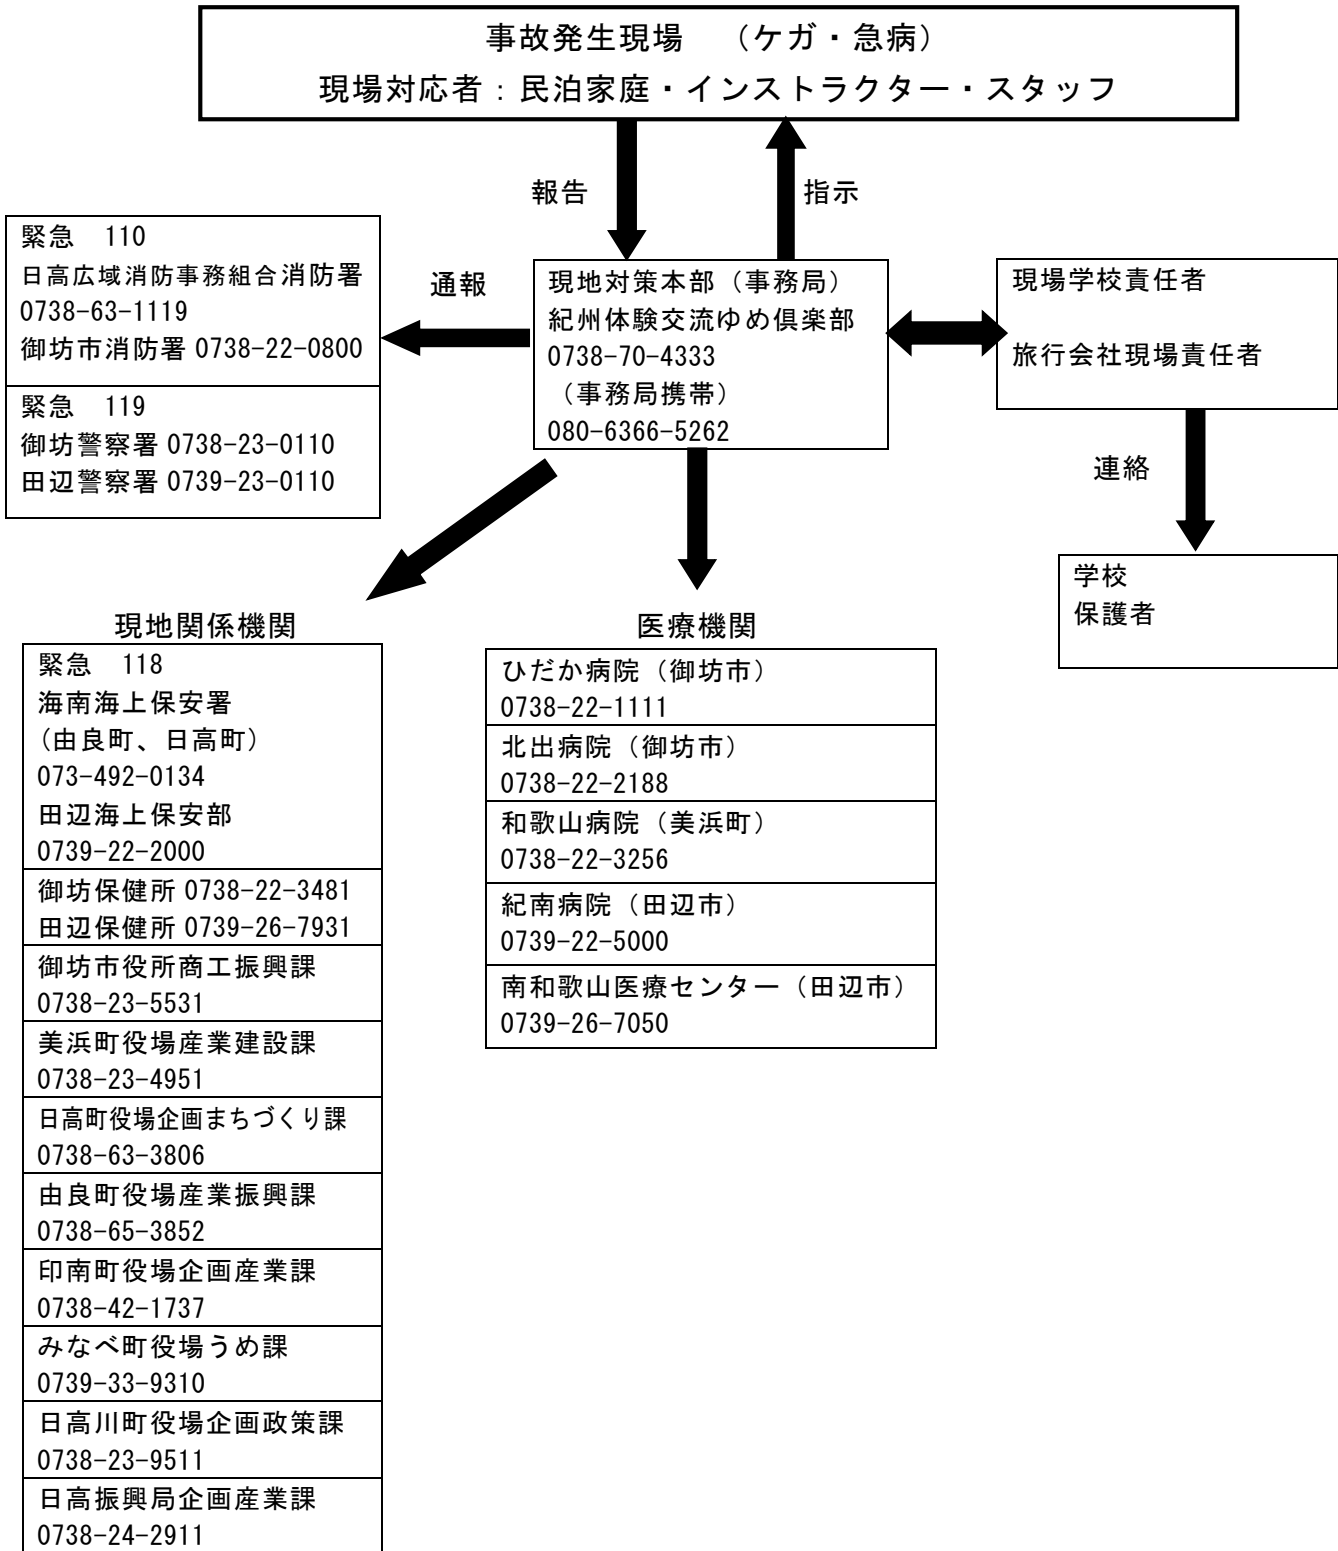 事故発生現場　（ケガ・急病）
現場対応者：民泊家庭・インストラクター・スタッフ
報告
指示
緊急　110
日高広域消防事務組合消防署
0738-63-1119
御坊市消防署 0738-22-0800
緊急　119
御坊警察署 0738-23-0110
田辺警察署 0739-23-0110
通報
現地対策本部（事務局）
紀州体験交流ゆめ倶楽部
0738-70-4333
（事務局携帯）
080-6366-5262
現場学校責任者
旅行会社現場責任者
連絡
学校
保護者
現地関係機関
緊急　118
海南海上保安署
(由良町、日高町）
073-492-0134
田辺海上保安部
0739-22-2000
御坊保健所 0738-22-3481
田辺保健所 0739-26-7931
御坊市役所商工振興課
0738-23-5531
美浜町役場産業建設課
0738-23-4951
日高町役場企画まちづくり課
0738-63-3806
由良町役場産業振興課
0738-65-3852
印南町役場企画産業課
0738-42-1737
みなべ町役場うめ課
0739-33-9310
日高川町役場企画政策課
0738-23-9511
日高振興局企画産業課
0738-24-2911
医療機関
ひだか病院（御坊市）
0738-22-1111
北出病院（御坊市）
0738-22-2188
和歌山病院（美浜町）
0738-22-3256
紀南病院（田辺市）
0739-22-5000
南和歌山医療センター（田辺市）
0739-26-7050